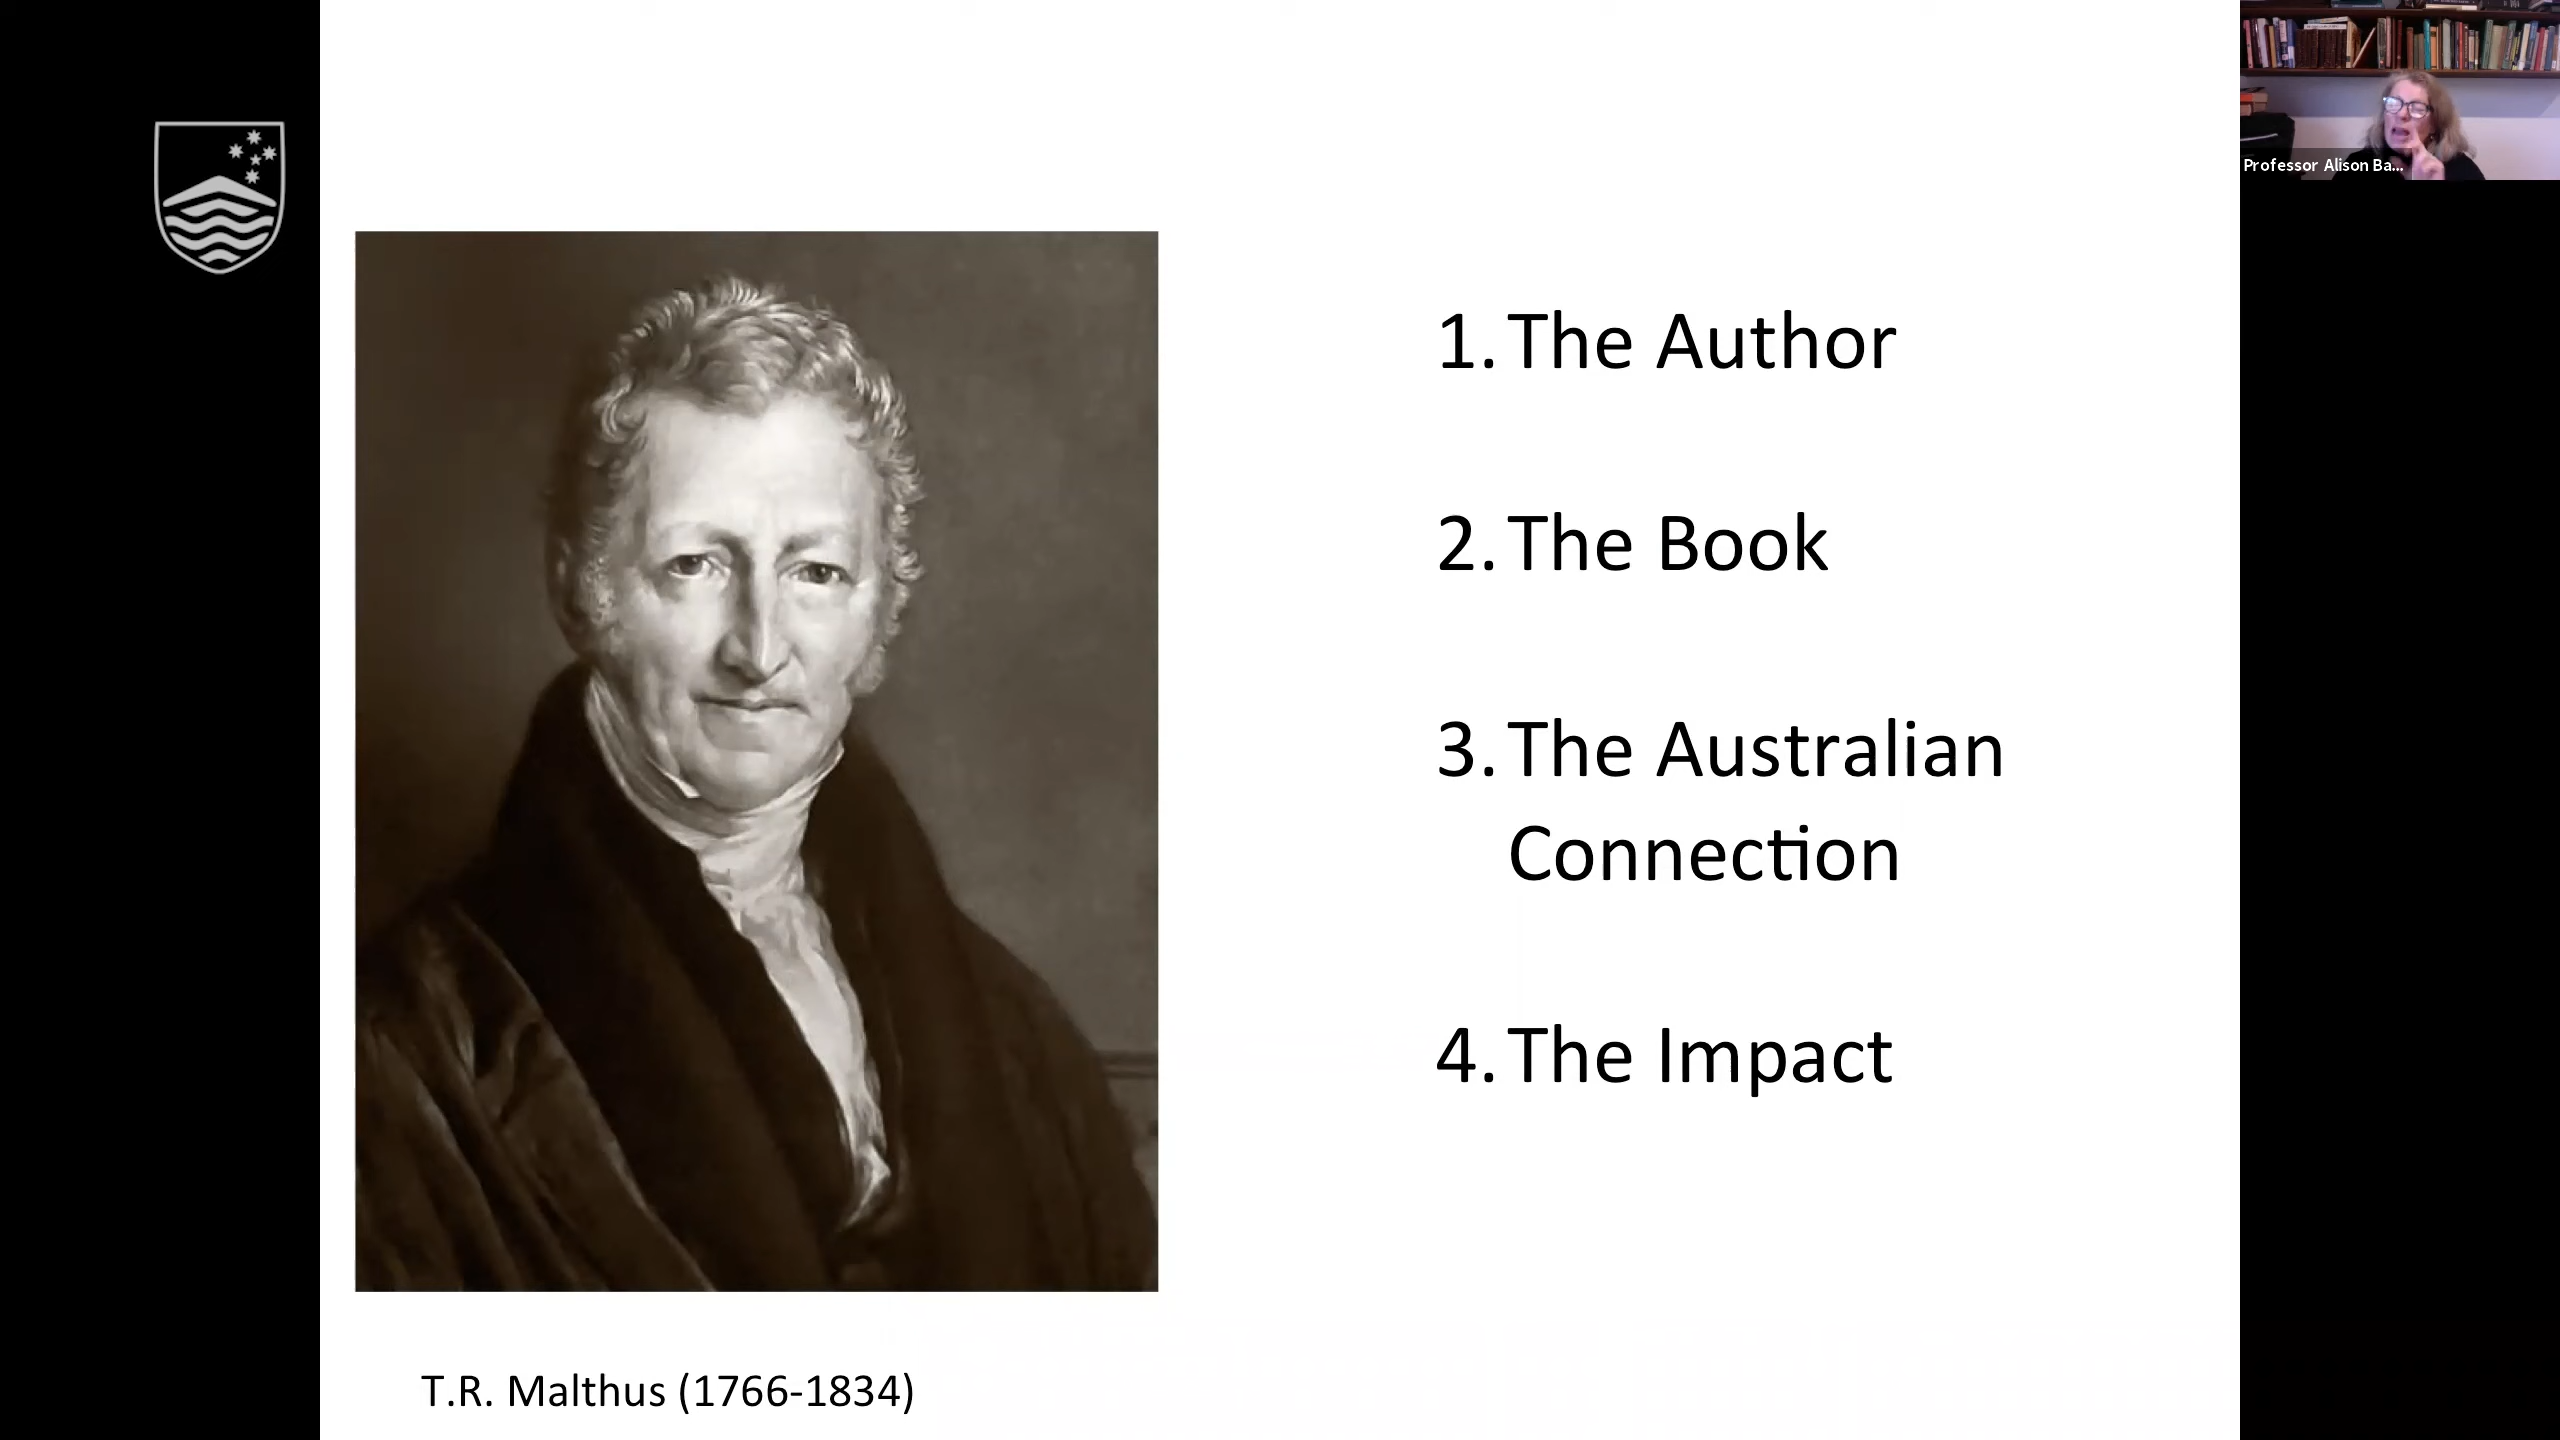 Professor Alison Ba...
1. The Author
2. The Book
3. The Australian
Connection
4. The Impact
T.R. Malthus (1766-1834)